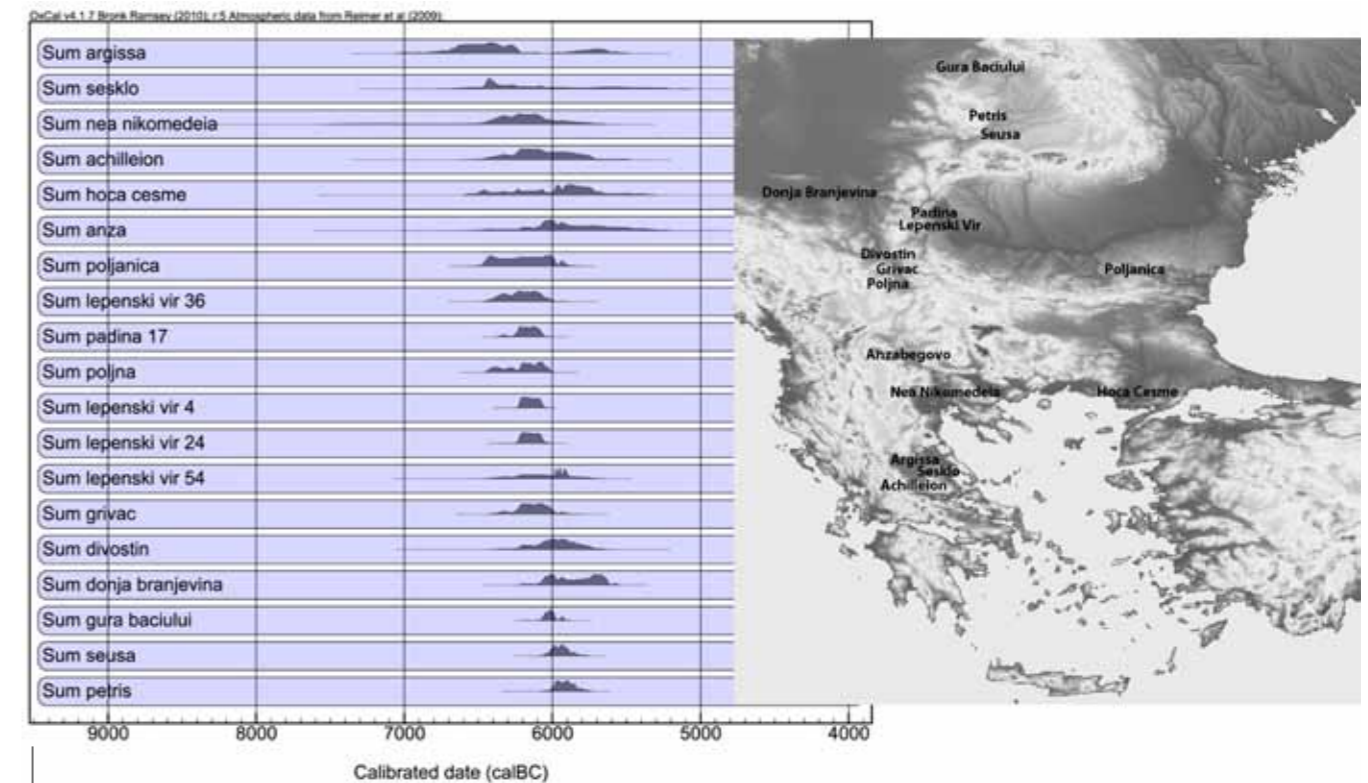 OxCal v4.1.7 Bronk Ramsey (2010); r:5 Atmospheric data from Reimer et al (2009);
Sum argissa
Sum sesklo
Sum nea nikomedeia
Sum achilleion
Sum hoca cesme
Sum anza
Sum poljanica
Sum lepenski vir 36
Sum padina 17
Sum poljna
Sum lepenski vir 4
Sum lepenski vir 24
Sum lepenski vir 54
Sum grivac
Sum divostin
Sum donja branjevina
Sum gura baciului
Sum seusa
Sum petris
9000 8000 7000 6000 5000 4000
Calibrated date (calBC)
Gura Baciului
Petris
Seusa
Donja Branjevina
Padina
Lepenski Vir
Divostin
Grivac
Poljna
Poljanica
Ahzabegovo
Nea Nikomedeia
Hoca Cesme
Argissa
Sesklo
Achilleion